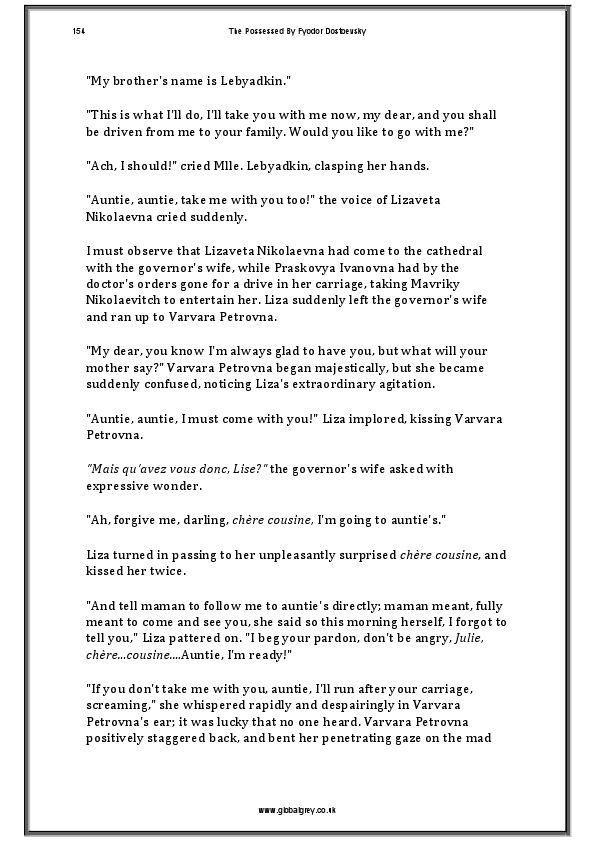 154 The Possessed By Fyodor Dostoevsky
"My brother's name is Lebyadkin."
"This is what I'll do, I'll take you with me now, my dear, and you shall
be driven from me to your family. Would you like to go with me?"
"Ach, I should!" cried Mlle. Lebyadkin, clasping her hands.
"Auntie, auntie, take me with you too!" the voice of Lizaveta
Nikolaevna cried suddenly.
I must observe that Lizaveta Nikolaevna had come to the cathedral
with the governor's wife, while Praskovya Ivanovna had by the
doctor's orders gone for a drive in her carriage, taking Mavriky
Nikolaevitch to entertain her. Liza suddenly left the governor's wife
and ran up to Varvara Petrovna.
"My dear, you know I'm always glad to have you, but what will your
mother say?" Varvara Petrovna began majestically, but she became
suddenly confused, noticing Liza's extraordinary agitation.
"Auntie, auntie, I must come with you!" Liza implored, kissing Varvara
Petrovna.
"Mais qu'avez vous donc, Lise?" the governor's wife asked with
expressive wonder.
"Ah, forgive me, darling, chère cousine, I'm going to auntie's."
Liza turned in passing to her unpleasantly surprised chère cousine, and
kissed her twice.
"And tell maman to follow me to auntie's directly; maman meant, fully
meant to come and see you, she said so this morning herself, I forgot to
tell you," Liza pattered on. "I beg your pardon, don't be angry, Julie,
chère...cousine....Auntie, I'm ready!"
"If you don't take me with you, auntie, I'll run after your carriage,
screaming," she whispered rapidly and despairingly in Varvara
Petrovna's ear; it was lucky that no one heard. Varvara Petrovna
positively staggered back, and bent her penetrating gaze on the mad
www.globalgrey.co.uk